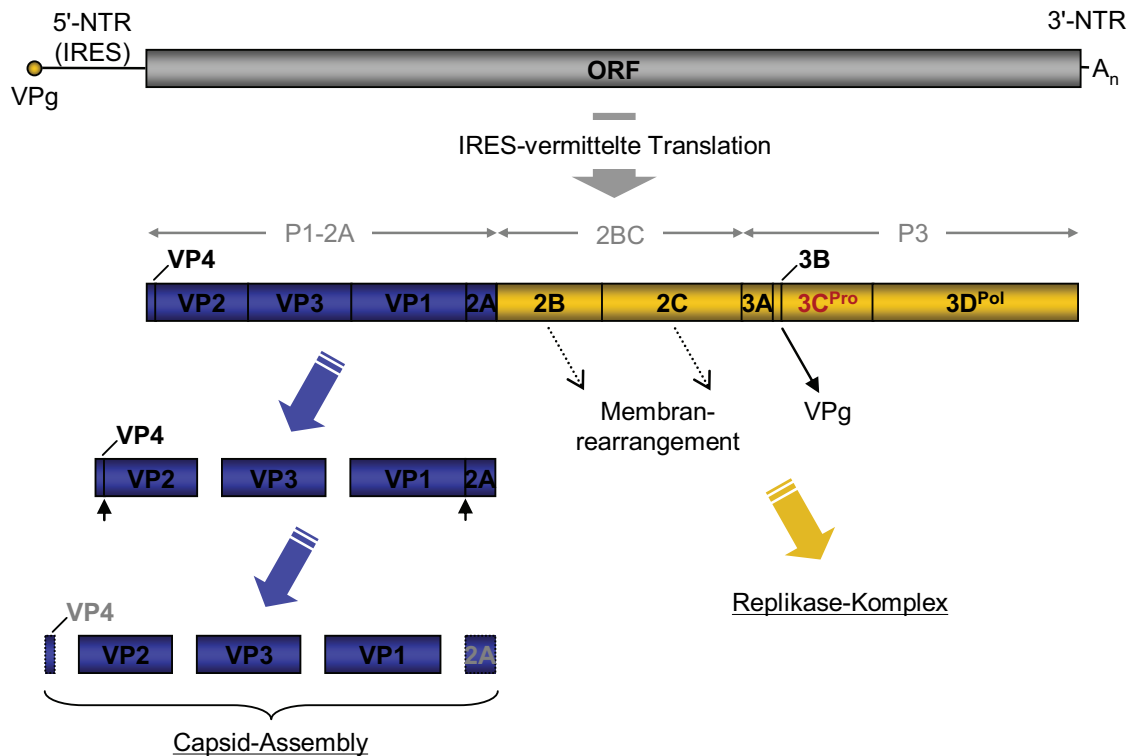 5'-NTR
(IRES)
3'-NTR
VPg
ORF
An
IRES-vermittelte Translation
P1-2A
2BC
P3
VP4
3B
VP2
VP3
VP1
2A
2B
2C
3A
3CPro
3DPol
Membran-
rearrangement
VPg
VP4
VP2
VP3
VP1
2A
Replikase-Komplex
VP4
VP2
VP3
VP1
2A
Capsid-Assembly